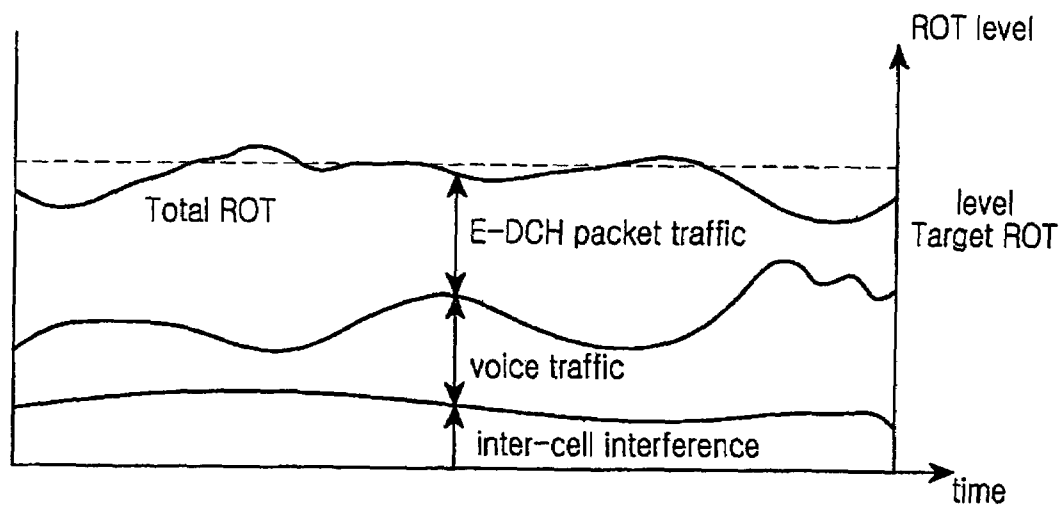 ROT level
Total ROT
level
Target ROT
E-DCH packet traffic
voice traffic
inter-cell interference
time